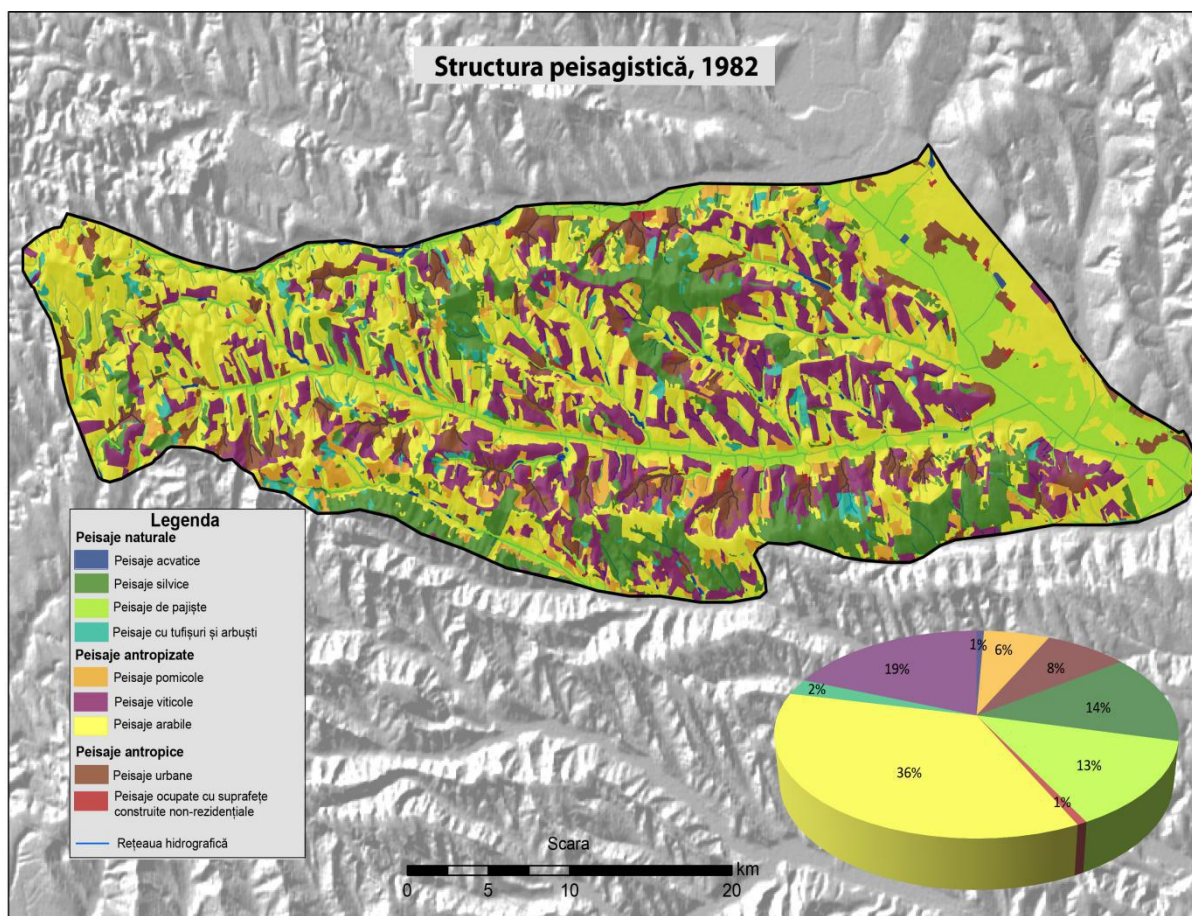 Structura peisagistică, 1982
Legenda
Peisaje naturale
Peisaje acvatice
Peisaje silvice
Peisaje de pajiște
Peisaje cu tufișuri și arbuști
Peisaje antropizate
Peisaje pomicole
Peisaje viticole
Peisaje arabile
Peisaje antropice
Peisaje urbane
Peisaje ocupate cu suprafețe
construite non-rezidențiale
Rețeaua hidrografică
1%
6%
8%
19%
2%
14%
13%
36%
1%
Scara
km
0 5 10 20